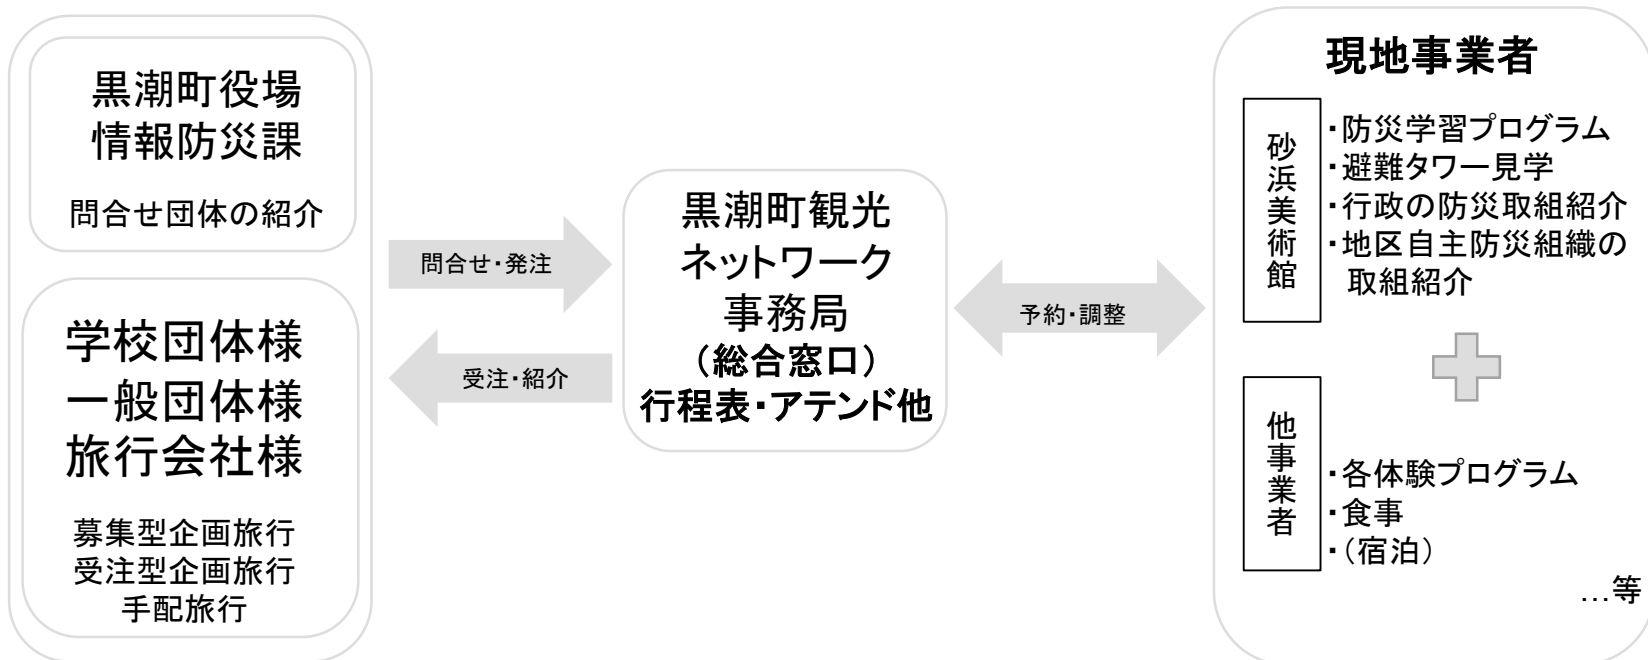 黒潮町役場
情報防災課
問合せ団体の紹介
学校団体様
一般団体様
旅行会社様
募集型企画旅行
受注型企画旅行
手配旅行
問合せ・発注
受注・紹介
黒潮町観光
ネットワーク
事務局
（総合窓口）
行程表・アテンド他
予約・調整
現地事業者
砂浜美術館
・防災学習プログラム
・避難タワー見学
・行政の防災取組紹介
・地区自主防災組織の
取組紹介
他事業者
・各体験プログラム
・食事
・（宿泊）
…等